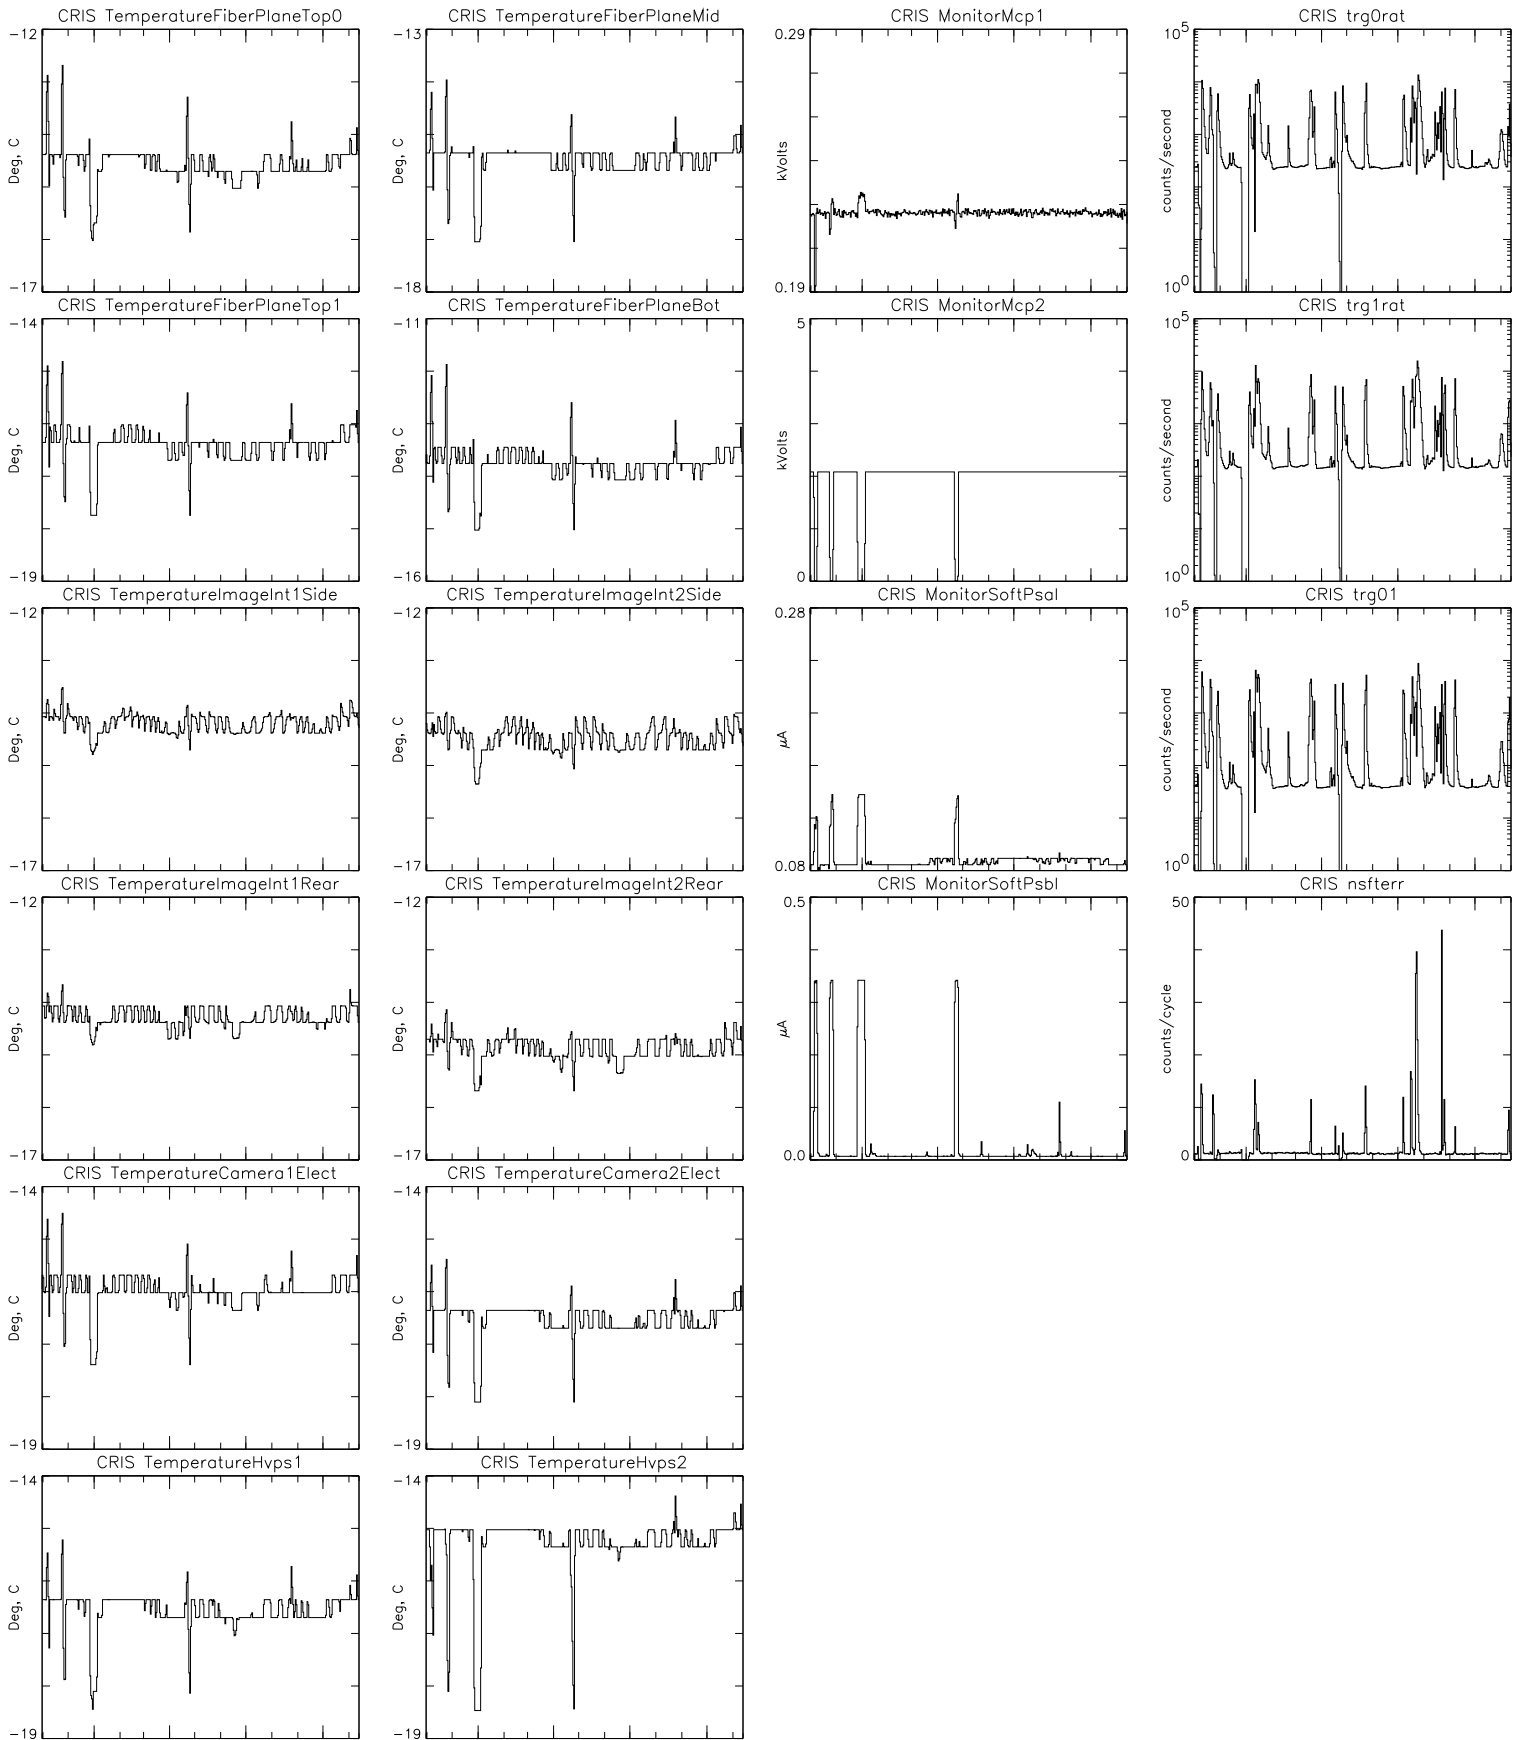 CRIS TemperatureFiberPlaneTop0
-12
Deg, C
-17
CRIS TemperatureFiberPlaneMid
-13
Deg, C
-18
CRIS MonitorMcp1
0.29
kVolts
0.19
CRIS trg0rat
10^5
counts/second
10^0
CRIS TemperatureFiberPlaneTop1
-14
Deg, C
-19
CRIS TemperatureFiberPlaneBot
-11
Deg, C
-16
CRIS MonitorMcp2
5
kVolts
0
CRIS trg1rat
10^5
counts/second
10^0
CRIS TemperatureImageInt1Side
-12
Deg, C
-17
CRIS TemperatureImageInt2Side
-12
Deg, C
-17
CRIS MonitorSoftPsaI
0.28
μA
0.08
CRIS trg01
10^5
counts/second
10^0
CRIS TemperatureImageInt1Rear
-12
Deg, C
-17
CRIS TemperatureImageInt2Rear
-12
Deg, C
-17
CRIS MonitorSoftPsbI
0.5
μA
0.0
CRIS nsfterr
50
counts/cycle
0
CRIS TemperatureCamera1Elect
-14
Deg, C
-19
CRIS TemperatureCamera2Elect
-14
Deg, C
-19
CRIS TemperatureHvps1
-14
Deg, C
-19
CRIS TemperatureHvps2
-14
Deg, C
-19